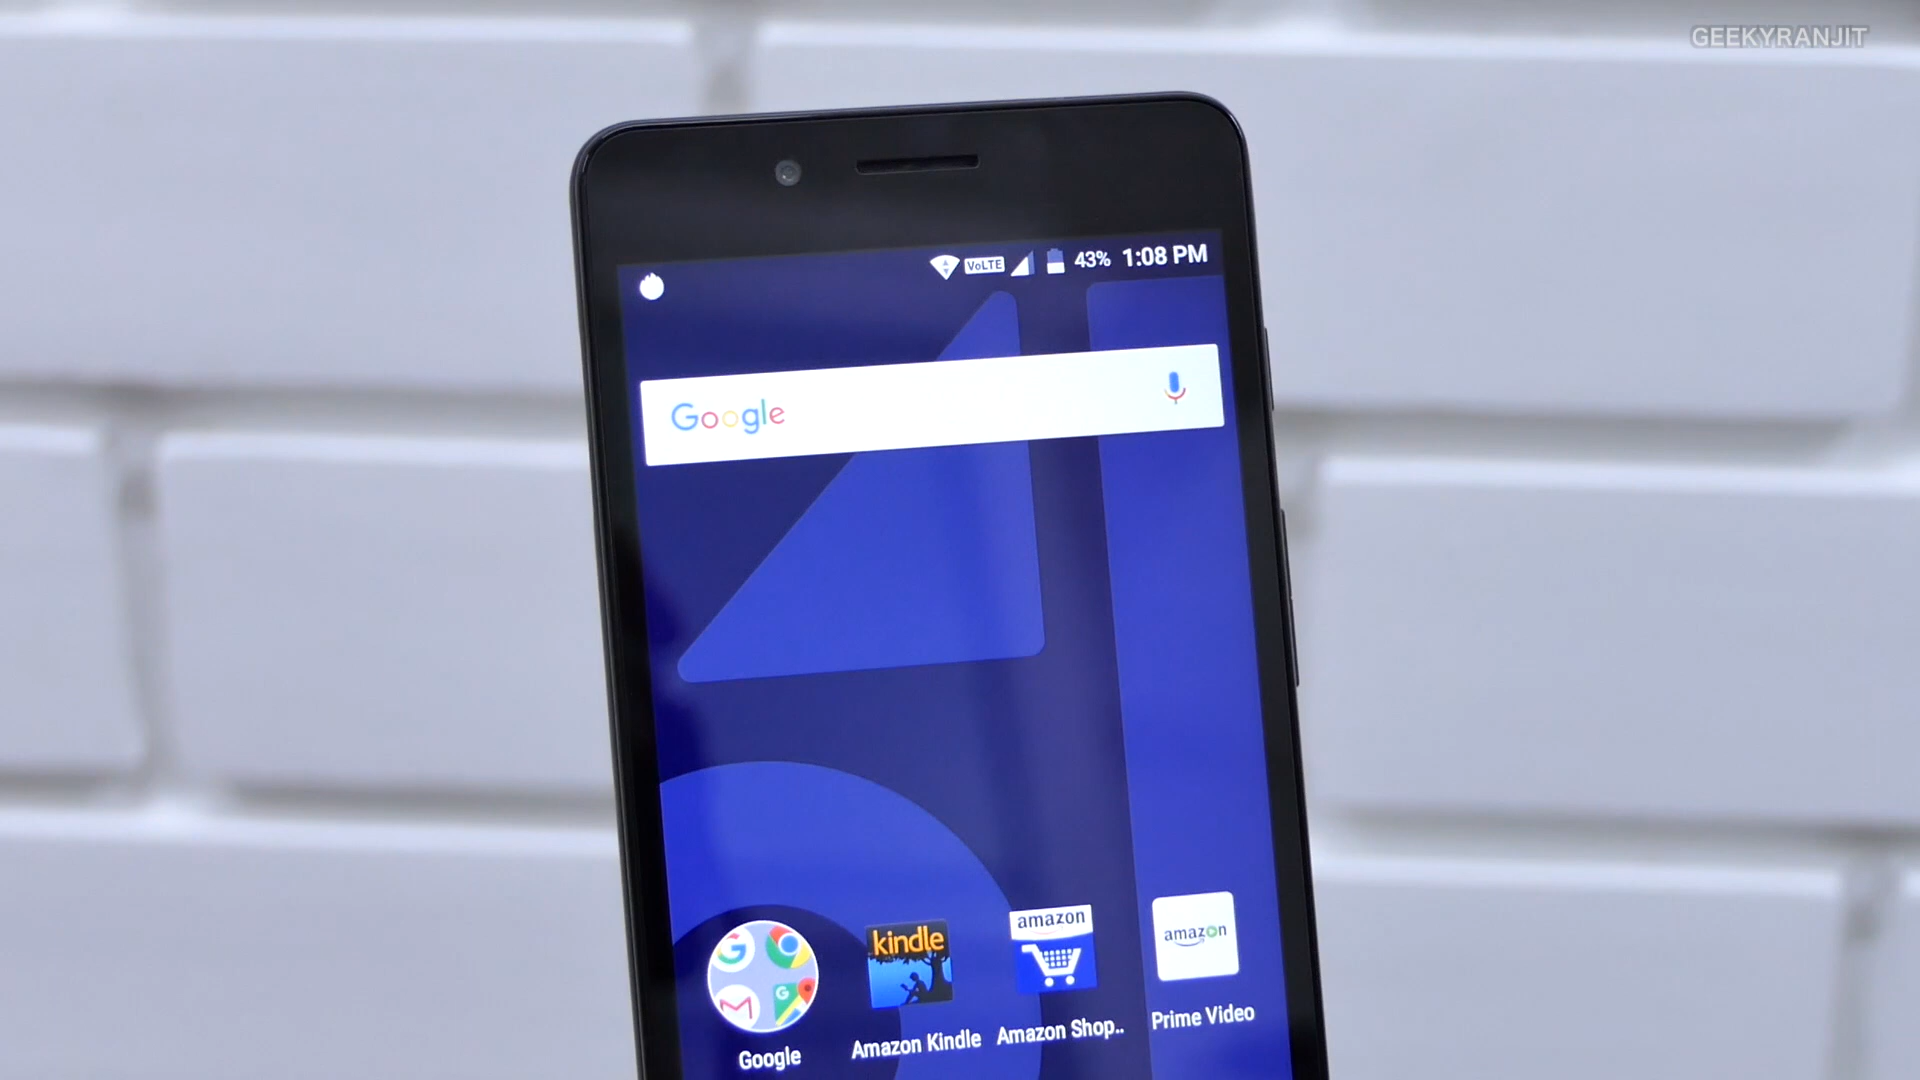 GEEKYRANJIT
VoLTE 43% 1:08 PM
Google
kindle
amazon
amazon
Google
Amazon Kindle
Amazon Shop..
Prime Video